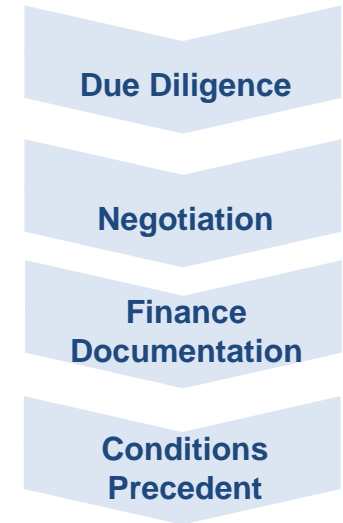 Due Diligence
Negotiation
Finance
Documentation
Conditions
Precedent